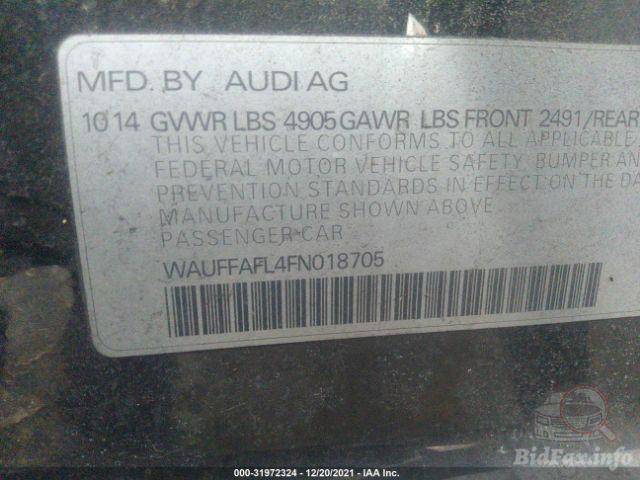 MFD. BY AUDI AG
10 14 GVWR LBS 4905 GAWR LBS FRONT 2491/REAR
THIS VEHICLE CONFORMS TO ALL APPLICABLE
FEDERAL MOTOR VEHICLE SAFETY, BUMPER AN
PREVENTION STANDARDS IN EFFECT ON THE DA
MANUFACTURE SHOWN ABOVE
PASSENGER CAR
WAUFFAFL4FN018705
BidFax.info
000-31972324 - 12/20/2021 - IAA Inc.